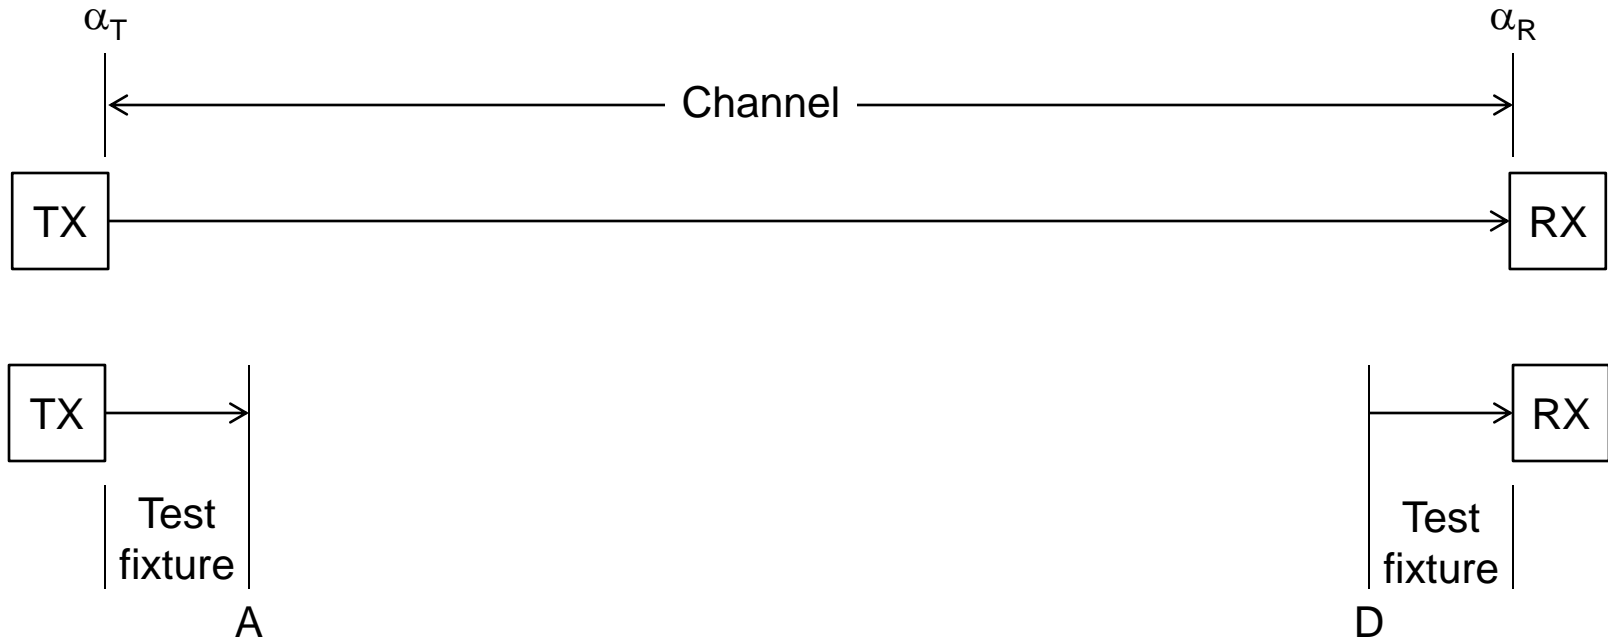 αT
αR
Channel
TX
RX
TX
RX
Test
fixture
Test
fixture
A
D